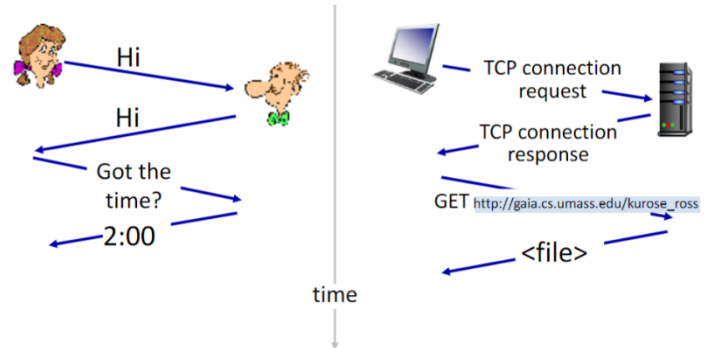 Hi
Hi
Got the
time?
2:00
time
TCP connection
request
TCP connection
response
GET http://gaia.cs.umass.edu/kurose_ross
<file>